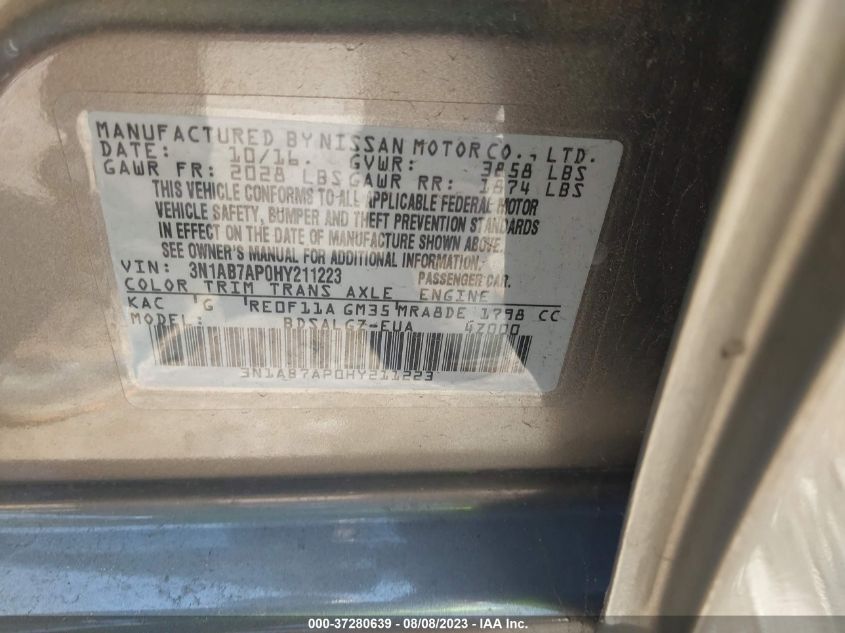 MANUFACTURED BY NISSAN MOTOR CO., LTD.
DATE: 10/16. GVWR: 3858 LBS
GAWR FR: 2028 LBS GAWR RR: 1874 LBS
THIS VEHICLE CONFORMS TO ALL APPLICABLE FEDERAL MOTOR
VEHICLE SAFETY, BUMPER AND THEFT PREVENTION STANDARDS
IN EFFECT ON THE DATE OF MANUFACTURE SHOWN ABOVE.
SEE OWNER'S MANUAL FOR ADDITIONAL INFORMATION.
VIN: 3N1AB7AP0HY211223 PASSENGER CAR.
COLOR TRIM TRANS AXLE ENGINE
KAC G RE0F11A GM35 MRA8DE 1798 CC
MODEL: BDSALG7-EUA 4Z000
3N1AB7AP0HY211223
000-37280639 - 08/08/2023 - IAAI Inc.